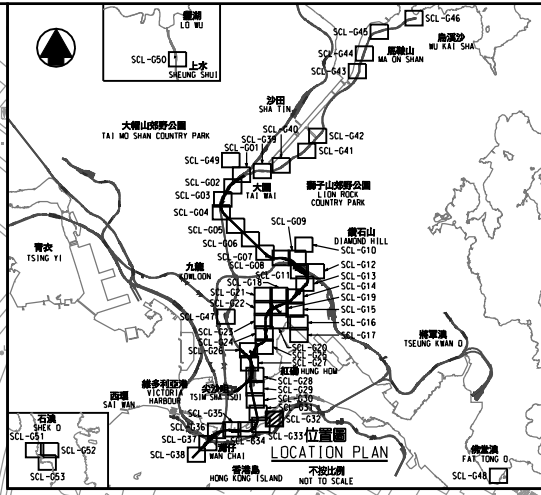 羅湖
LO WU
SCL-G50
上水
SHEUNG SHUI
SCL-G46
SCL-G45
烏溪沙
WU KAI SHA
SCL-G44
馬鞍山
MA ON SHAN
SCL-G43
沙田
SHA TIN
大帽山郊野公園
TAI MO SHAN COUNTRY PARK
SCL-G40
SCL-G39
SCL-G01
SCL-G49
SCL-G42
SCL-G41
SCL-G02
大圍
TAI WAI
獅子山郊野公園
LION ROCK
COUNTRY PARK
SCL-G03
SCL-G04
SCL-G05
SCL-G06
SCL-G07
SCL-G08
SCL-G09
鑽石山
DIAMOND HILL
SCL-G10
SCL-G11
SCL-G12
SCL-G13
SCL-G14
SCL-G18
SCL-G19
SCL-G15
SCL-G16
SCL-G17
青衣
TSING YI
九龍
KOWLOON
SCL-G21
SCL-G22
SCL-G47
SCL-G23
SCL-G24
SCL-G26
SCL-G20
SCL-G27
紅磡
HUNG HOM
SCL-G28
SCL-G29
SCL-G30
SCL-G32
SCL-G33
SCL-G34
SCL-G35
SCL-G36
SCL-G37
SCL-G38
將軍澳
TSEUNG KWAN O
維多利亞港
VICTORIA
HARBOUR
尖沙咀
TSIM SHA TSUI
西環
SAI WAN
灣仔
WAN CHAI
香港島
HONG KONG ISLAND
石澳
SHEK O
SCL-G51
SCL-G52
SCL-G53
佛堂澳
FAT TONG O
SCL-G48
位置圖
LOCATION PLAN
不按比例
NOT TO SCALE